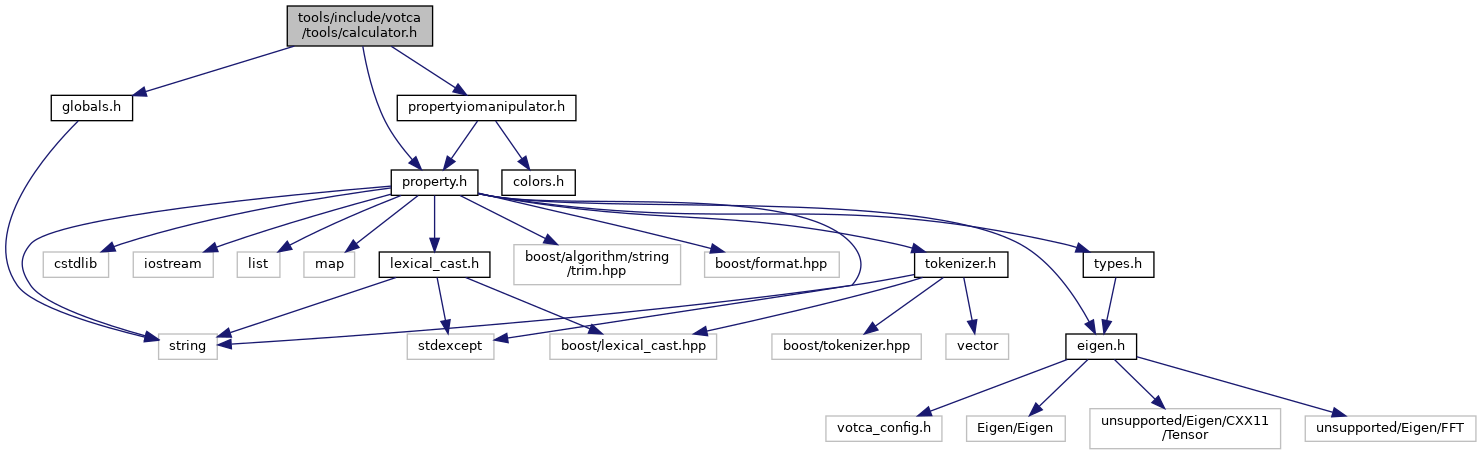 tools/include/votca
/tools/calculator.h
globals.h
propertyiomanipulator.h
property.h
colors.h
cstdlib
iostream
list
map
lexical_cast.h
boost/algorithm/string
/trim.hpp
boost/format.hpp
tokenizer.h
types.h
string
stdexcept
boost/lexical_cast.hpp
boost/tokenizer.hpp
vector
eigen.h
votca_config.h
Eigen/Eigen
unsupported/Eigen/CXX11
/Tensor
unsupported/Eigen/FFT